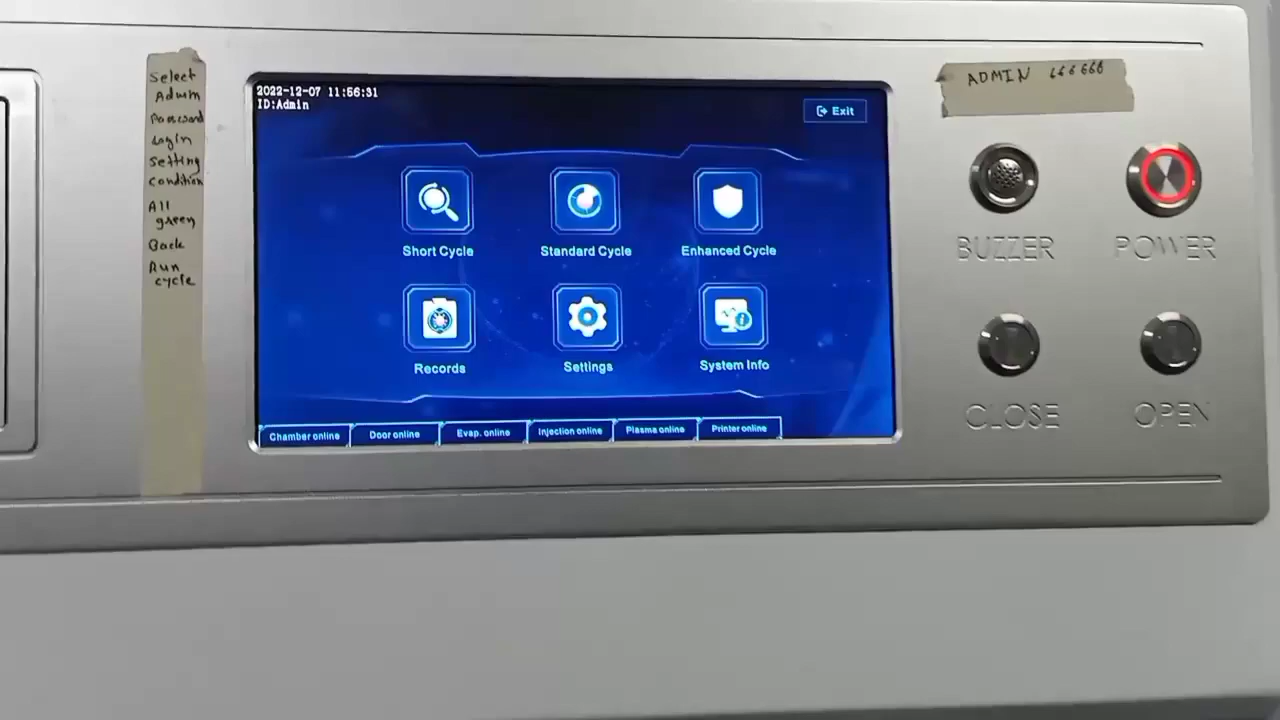 Select
Admin
Password
Login
Setting
condition
All
green
Back
Run
cycle
2022-12-07 11:56:31
ID:Admin
Exit
Short Cycle
Standard Cycle
Enhanced Cycle
Records
Settings
System Info
Chamber online
Door online
Evap. online
Injection online
Plasma online
Printer online
ADMIN 666666
BUZZER
POWER
CLOSE
OPEN